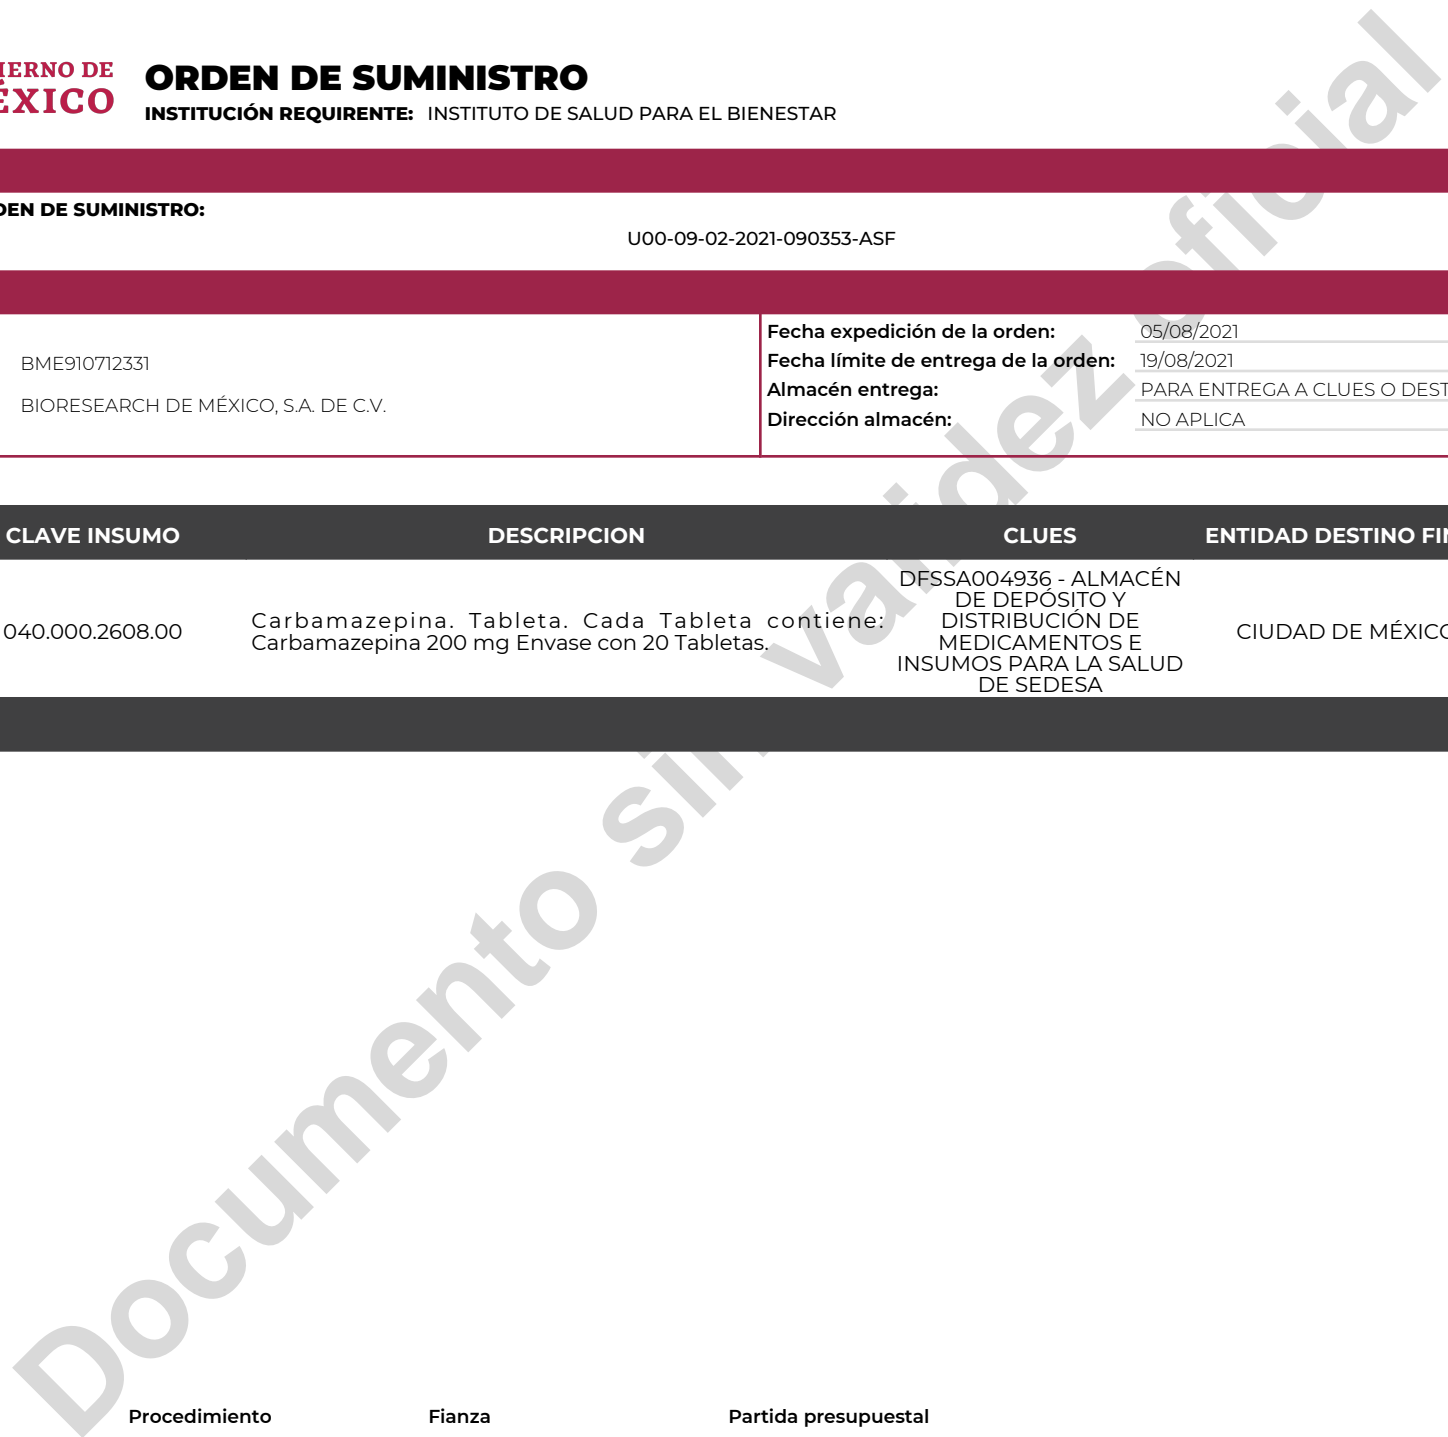 IERNO DE
ÉXICO
ORDEN DE SUMINISTRO
INSTITUCIÓN REQUIRENTE: INSTITUTO DE SALUD PARA EL BIENESTAR
DEN DE SUMINISTRO:
U00-09-02-2021-090353-ASF
BME910712331
BIORESEARCH DE MÉXICO, S.A. DE C.V.
Fecha expedición de la orden: 05/08/2021
Fecha límite de entrega de la orden: 19/08/2021
Almacén entrega: PARA ENTREGA A CLUES O DEST
Dirección almacén: NO APLICA
CLAVE INSUMO DESCRIPCION CLUES ENTIDAD DESTINO FIN
040.000.2608.00
Carbamazepina. Tableta. Cada Tableta contiene:
Carbamazepina 200 mg Envase con 20 Tabletas.
DFSSA004936 - ALMACÉN
DE DEPÓSITO Y
DISTRIBUCIÓN DE
MEDICAMENTOS E
INSUMOS PARA LA SALUD
DE SEDESA
CIUDAD DE MÉXICO
Documento sin validez oficial
Procedimiento Fianza Partida presupuestal